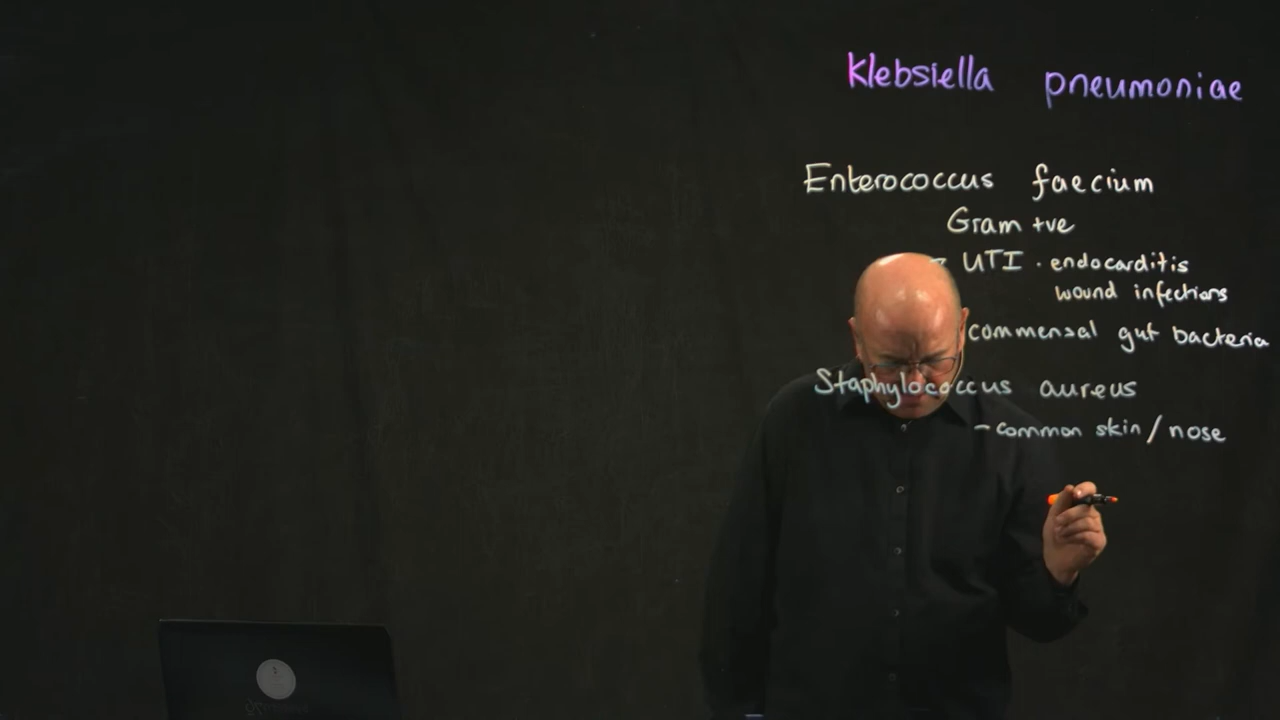 Klebsiella pneumoniae
Enterococcus faecium
Gram +ve
- UTI · endocarditis
wound infections
commensal gut bacteria
Staphylococcus aureus
- common skin / nose